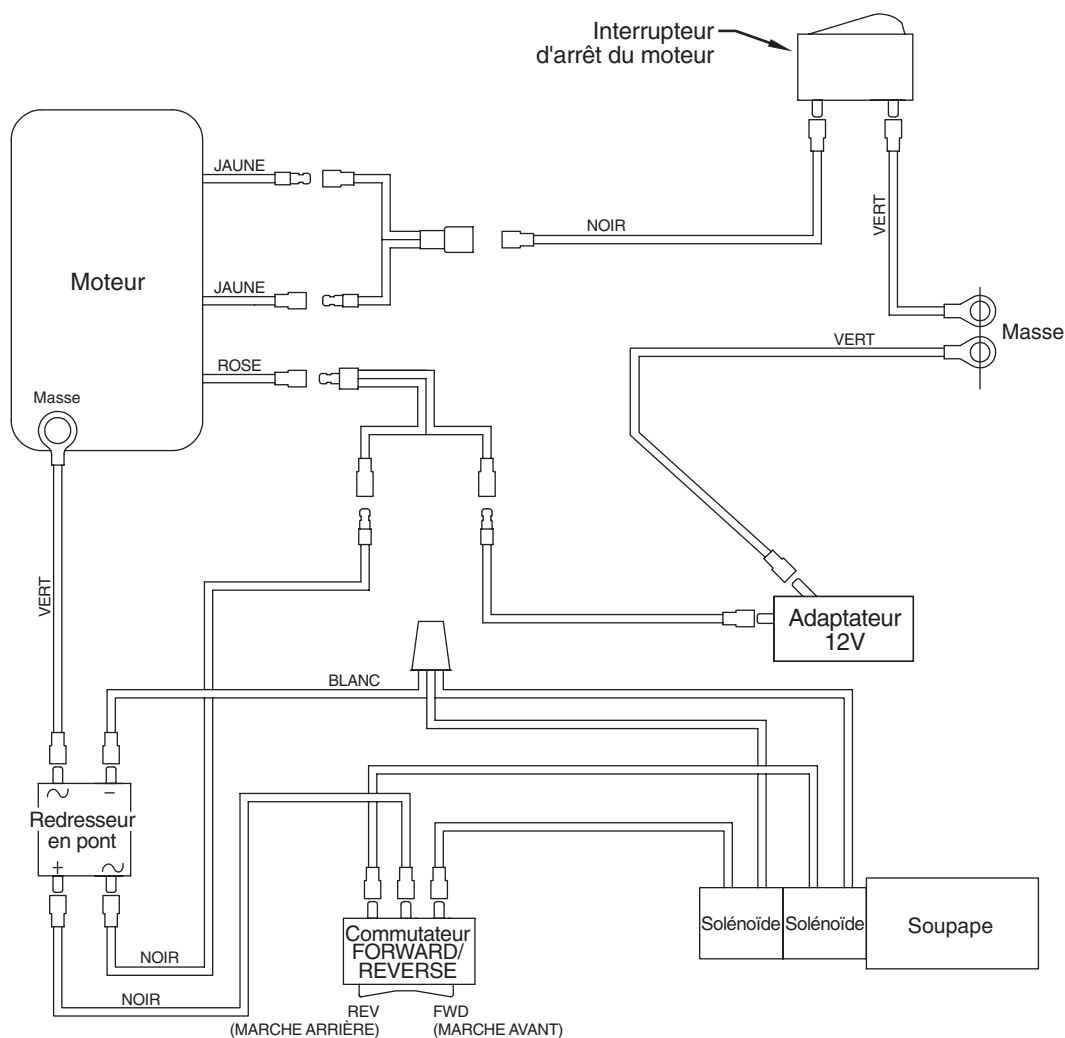 Interrupteur
d'arrêt du moteur
JAUNE
NOIR
VERT
Moteur
JAUNE
Masse
VERT
ROSE
Masse
VERT
Adaptateur
12V
BLANC
Redresseur
en pont
+
−
Solénoïde
Solénoïde
Soupape
Commutateur
FORWARD/
REVERSE
NOIR
NOIR
REV
(MARCHE ARRIÈRE)
FWD
(MARCHE AVANT)